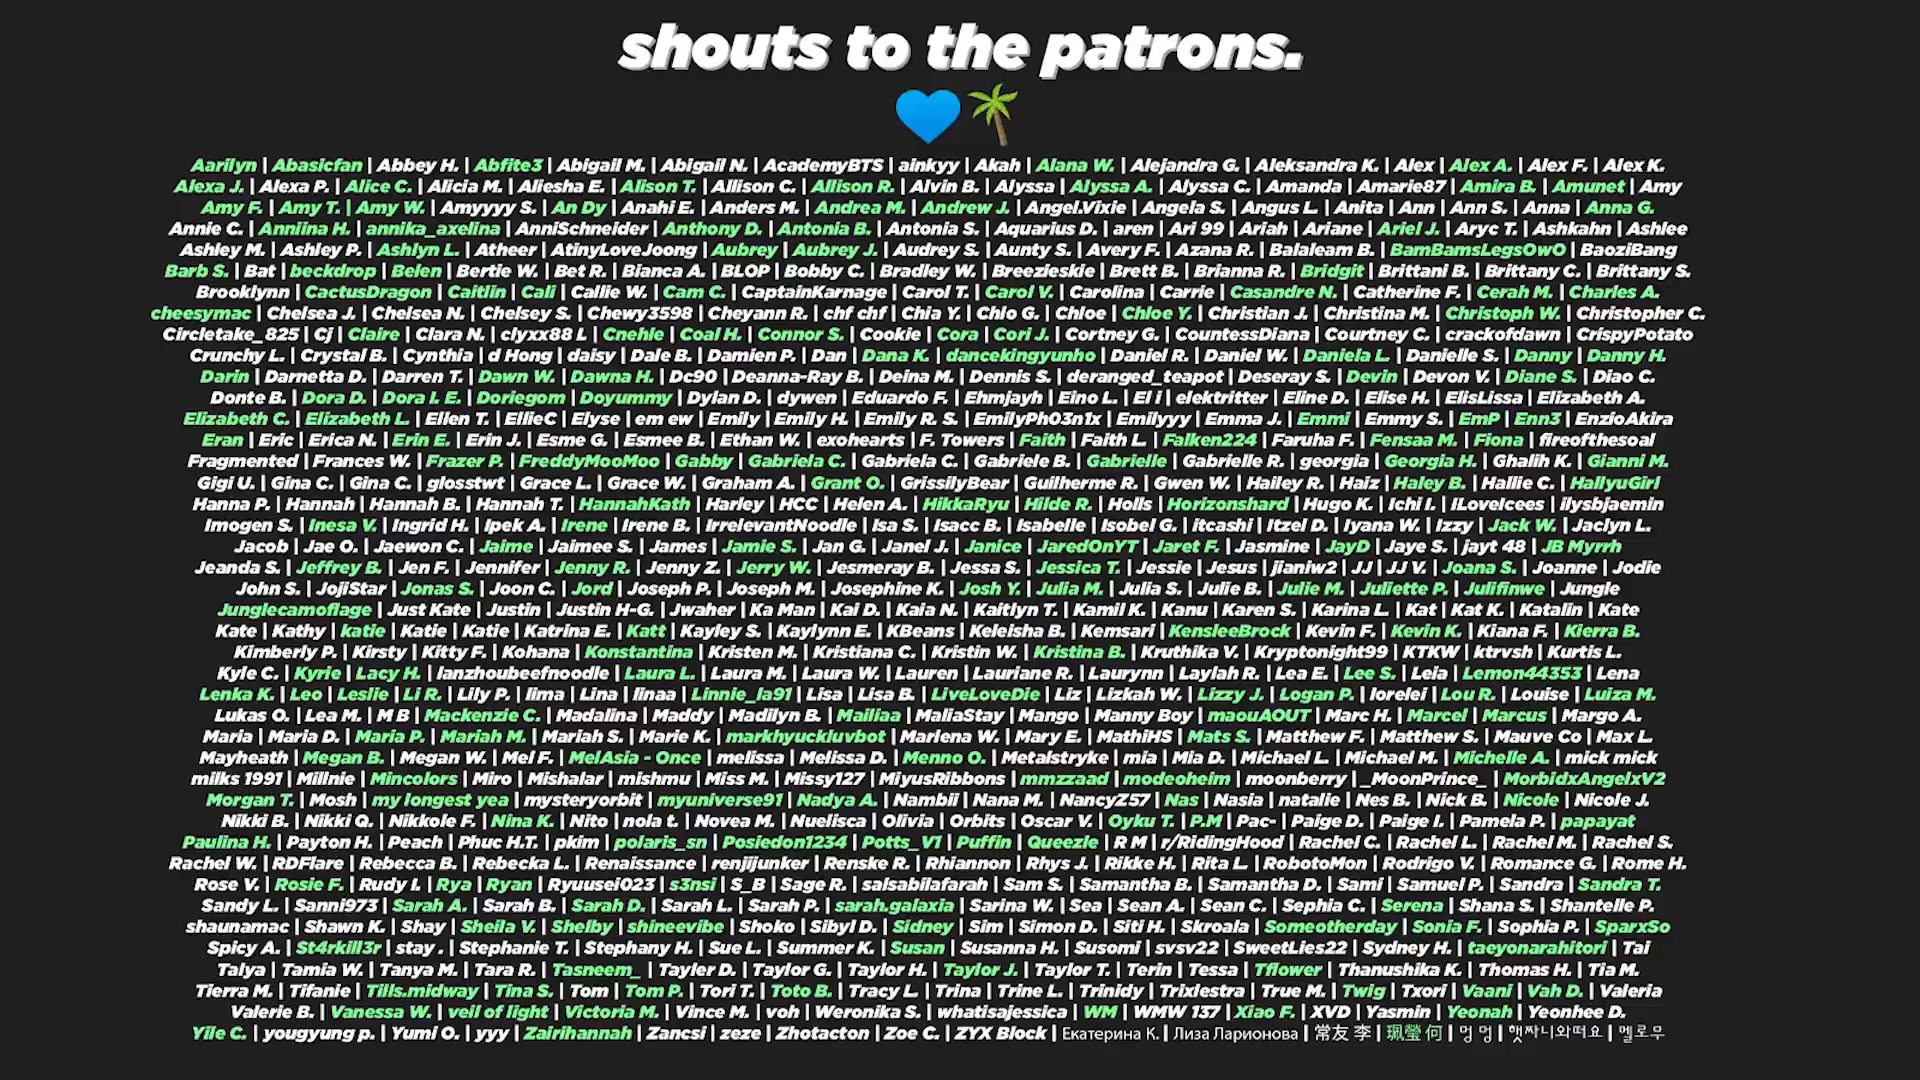 shouts to the patrons.
Aarilyn | Abasicfan | Abbey H. | Abfite3 | Abigail M. | Abigail N. | AcademyBTS | ainkyy | Akah | Alana W. | Alejandra G. | Aleksandra K. | Alex | Alex A. | Alex F. | Alex K.
Alexa J. | Alexa P. | Alice C. | Alicia M. | Aliesha E. | Alison T. | Allison C. | Allison R. | Alvin B. | Alyssa | Alyssa A. | Alyssa C. | Amanda | Amarie87 | Amira B. | Amunet | Amy
Amy F. | Amy T. | Amy W. | Amyyyy S. | An Dy | Anahi E. | Anders M. | Andrea M. | Andrew J. | Angel.Vixie | Angela S. | Angus L. | Anita | Ann | Ann S. | Anna | Anna G.
Annie C. | Anniina H. | annika_axelina | AnniSchneider | Anthony D. | Antonia B. | Antonia S. | Aquarius D. | aren | Ari 99 | Ariah | Ariane | Ariel J. | Aryc T. | Ashkahn | Ashlee
Ashley M. | Ashley P. | Ashlyn L. | Atheer | AtinyLoveJoong | Aubrey | Aubrey J. | Audrey S. | Aunty S. | Avery F. | Azana R. | Balaleam B. | BamBamsLegsOwO | BaoziBang
Barb S. | Bat | beckdrop | Belen | Bertie W. | Bet R. | Bianca A. | BLOP | Bobby C. | Bradley W. | Breezieskie | Brett B. | Brianna R. | Bridgit | Brittani B. | Brittany C. | Brittany S.
Brooklynn | CactusDragon | Caitlin | Cali | Callie W. | Cam C. | CaptainKarnage | Carol T. | Carol V. | Carolina | Carrie | Casandre N. | Catherine F. | Cerah M. | Charles A.
cheesymac | Chelsea J. | Chelsea N. | Chelsey S. | Chewy3598 | Cheyann R. | chf chf | Chia Y. | Chlo G. | Chloe | Chloe Y. | Christian J. | Christina M. | Christoph W. | Christopher C.
Circletake_825 | Cj | Claire | Clara N. | clyxx88 L | Cnehle | Coal H. | Connor S. | Cookie | Cora | Cori J. | Cortney G. | CountessDiana | Courtney C. | crackofdawn | CrispyPotato
Crunchy L. | Crystal B. | Cynthia | d Hong | daisy | Dale B. | Damien P. | Dan | Dana K. | dancekingyunho | Daniel R. | Daniel W. | Daniela L. | Danielle S. | Danny | Danny H.
Darin | Darnetta D. | Darren T. | Dawn W. | Dawna H. | Dc90 | Deanna-Ray B. | Deina M. | Dennis S. | deranged_teapot | Deseray S. | Devin | Devon V. | Diane S. | Diao C.
Donte B. | Dora D. | Dora I. E. | Doriegom | Doyummy | Dylan D. | dywen | Eduardo F. | Ehmjayh | Eino L. | El i | elektritter | Eline D. | Elise H. | ElisLissa | Elizabeth A.
Elizabeth C. | Elizabeth L. | Ellen T. | EllieC | Elyse | em ew | Emily | Emily H. | Emily R. S. | EmilyPh03n1x | Emilyyy | Emma J. | Emmi | Emmy S. | EmP | Enn3 | EnzioAkira
Eran | Eric | Erica N. | Erin E. | Erin J. | Esme G. | Esmee B. | Ethan W. | exohearts | F. Towers | Faith | Faith L. | Falken224 | Faruha F. | Fensaa M. | Fiona | fireofthesoal
Fragmented | Frances W. | Frazer P. | FreddyMooMoo | Gabby | Gabriela C. | Gabriela C. | Gabriele B. | Gabrielle | Gabrielle R. | georgia | Georgia H. | Ghalih K. | Gianni M.
Gigi U. | Gina C. | Gina C. | glosstwt | Grace L. | Grace W. | Graham A. | Grant O. | GrissilyBear | Guilherme R. | Gwen W. | Hailey R. | Haiz | Haley B. | Hallie C. | HallyuGirl
Hanna P. | Hannah | Hannah B. | Hannah T. | HannahKath | Harley | HCC | Helen A. | HikkaRyu | Hilde R. | Holls | Horizonshard | Hugo K. | Ichi I. | ILoveIcees | ilysbjaemin
Imogen S. | Inesa V. | Ingrid H. | Ipek A. | Irene | Irene B. | IrrelevantNoodle | Isa S. | Isacc B. | Isabelle | Isobel G. | itcashi | Itzel D. | Iyana W. | Izzy | Jack W. | Jaclyn L.
Jacob | Jae O. | Jaewon C. | Jaime | Jaimee S. | James | Jamie S. | Jan G. | Janel J. | Janice | JaredOnYT | Jaret F. | Jasmine | JayD | Jaye S. | jayt 48 | JB Myrrh
Jeanda S. | Jeffrey B. | Jen F. | Jennifer | Jenny R. | Jenny Z. | Jerry W. | Jesmeray B. | Jessa S. | Jessica T. | Jessie | Jesus | jianiw2 | JJ | JJ V. | Joana S. | Joanne | Jodie
John S. | JojiStar | Jonas S. | Joon C. | Jord | Joseph P. | Joseph M. | Josephine K. | Josh Y. | Julia M. | Julia S. | Julie B. | Julie M. | Juliette P. | Julifinwe | Jungle
Junglecamoflage | Just Kate | Justin | Justin H-G. | Jwaher | Ka Man | Kai D. | Kaia N. | Kaitlyn T. | Kamil K. | Kanu | Karen S. | Karina L. | Kat | Kat K. | Katalin | Kate
Kate | Kathy | katie | Katie | Katie | Katrina E. | Katt | Kayley S. | Kaylynn E. | KBeans | Keleisha B. | Kemsari | KensleeBrock | Kevin F. | Kevin K. | Kiana F. | Kierra B.
Kimberly P. | Kirsty | Kitty F. | Kohana | Konstantina | Kristen M. | Kristiana C. | Kristin W. | Kristina B. | Kruthika V. | Kryptonight99 | KTKW | ktrvsh | Kurtis L.
Kyle C. | Kyrie | Lacy H. | lanzhoubeefnoodle | Laura L. | Laura M. | Laura W. | Lauren | Lauriane R. | Laurynn | Laylah R. | Lea E. | Lee S. | Leia | Lemon44353 | Lena
Lenka K. | Leo | Leslie | Li R. | Lily P. | lima | Lina | linaa | Linnie_la91 | Lisa | Lisa B. | LiveLoveDie | Liz | Lizkah W. | Lizzy J. | Logan P. | lorelei | Lou R. | Louise | Luiza M.
Lukas O. | Lea M. | M B | Mackenzie C. | Madalina | Maddy | Madilyn B. | Mailiaa | MaliaStay | Mango | Manny Boy | maouAOUT | Marc H. | Marcel | Marcus | Margo A.
Maria | Maria D. | Maria P. | Mariah M. | Mariah S. | Marie K. | markhyuckluvbot | Marlena W. | Mary E. | MathiHS | Mats S. | Matthew F. | Matthew S. | Mauve Co | Max L.
Mayheath | Megan B. | Megan W. | Mel F. | MelAsia - Once | melissa | Melissa D. | Menno O. | Metalstryke | mia | Mia D. | Michael L. | Michael M. | Michelle A. | mick mick
milks 1991 | Millnie | Mincolors | Miro | Mishalar | mishmu | Miss M. | Missy127 | MiyusRibbons | mmzzaad | modeoheim | moonberry | _MoonPrince_ | MorbidxAngelxV2
Morgan T. | Mosh | my longest yea | mysteryorbit | myuniverse91 | Nadya A. | Nambii | Nana M. | NancyZ57 | Nas | Nasia | natalie | Nes B. | Nick B. | Nicole | Nicole J.
Nikki B. | Nikki Q. | Nikkole F. | Nina K. | Nito | nola t. | Novea M. | Nuelisca | Olivia | Orbits | Oscar V. | Oyku T. | P.M | Pac- | Paige D. | Paige I. | Pamela P. | papayat
Paulina H. | Payton H. | Peach | Phuc H.T. | pkim | polaris_sn | Posiedon1234 | Potts_V1 | Puffin | Queezle | R M | r/RidingHood | Rachel C. | Rachel L. | Rachel M. | Rachel S.
Rachel W. | RDFlare | Rebecca B. | Rebecka L. | Renaissance | renjijunker | Renske R. | Rhiannon | Rhys J. | Rikke H. | Rita L. | RobotoMon | Rodrigo V. | Romance G. | Rome H.
Rose V. | Rosie F. | Rudy I. | Rya | Ryan | Ryuusei023 | s3nsi | S_B | Sage R. | salsabilafarah | Sam S. | Samantha B. | Samantha D. | Sami | Samuel P. | Sandra | Sandra T.
Sandy L. | Sanni973 | Sarah A. | Sarah B. | Sarah D. | Sarah L. | Sarah P. | sarah.galaxia | Sarina W. | Sea | Sean A. | Sean C. | Sephia C. | Serena | Shana S. | Shantelle P.
shaunamac | Shawn K. | Shay | Sheila V. | Shelby | shineevibe | Shoko | Sibyl D. | Sidney | Sim | Simon D. | Siti H. | Skroala | Someotherday | Sonia F. | Sophia P. | SparxSo
Spicy A. | St4rkill3r | stay . | Stephanie T. | Stephany H. | Sue L. | Summer K. | Susan | Susanna H. | Susomi | svsv22 | SweetLies22 | Sydney H. | taeyonarahitori | Tai
Talya | Tamia W. | Tanya M. | Tara R. | Tasneem_ | Tayler D. | Taylor G. | Taylor H. | Taylor J. | Taylor T. | Terin | Tessa | Tflower | Thanushika K. | Thomas H. | Tia M.
Tierra M. | Tifanie | Tills.midway | Tina S. | Tom | Tom P. | Tori T. | Toto B. | Tracy L. | Trina | Trine L. | Trinidy | Trixlestra | True M. | Twig | Txori | Vaani | Vah D. | Valeria
Valerie B. | Vanessa W. | veil of light | Victoria M. | Vince M. | voh | Weronika S. | whatisajessica | WM | WMW 137 | Xiao F. | XVD | Yasmin | Yeonah | Yeonhee D.
Yile C. | yougyung p. | Yumi O. | yyy | Zairihannah | Zancsi | zeze | Zhotacton | Zoe C. | ZYX Block | Екатерина К. | Лиза Ларионова | 常友 李 | 珮瑩 何 | 멍 멍 | 햇짜니와떠요 | 멜로무